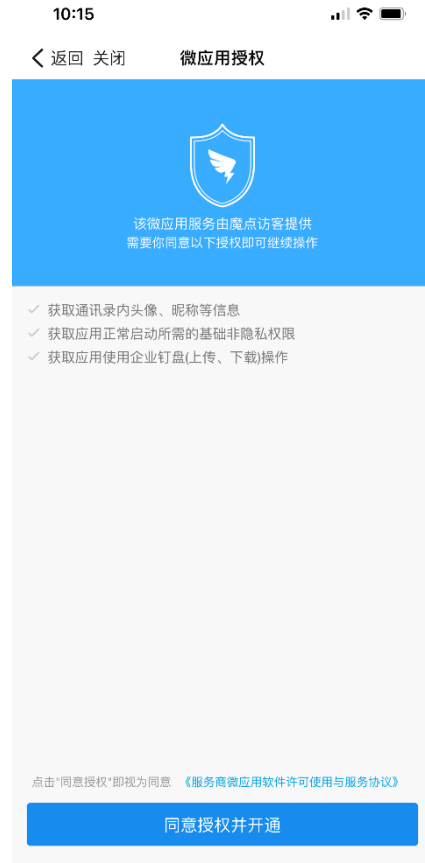 10:15
返回 关闭 微应用授权
该微应用服务由魔点访客提供
需要你同意以下授权即可继续操作
获取通讯录内头像、昵称等信息
获取应用正常启动所需的基础非隐私权限
获取应用使用企业钉盘(上传、下载)操作
点击"同意授权"即视为同意 《服务商微应用软件许可使用与服务协议》
同意授权并开通